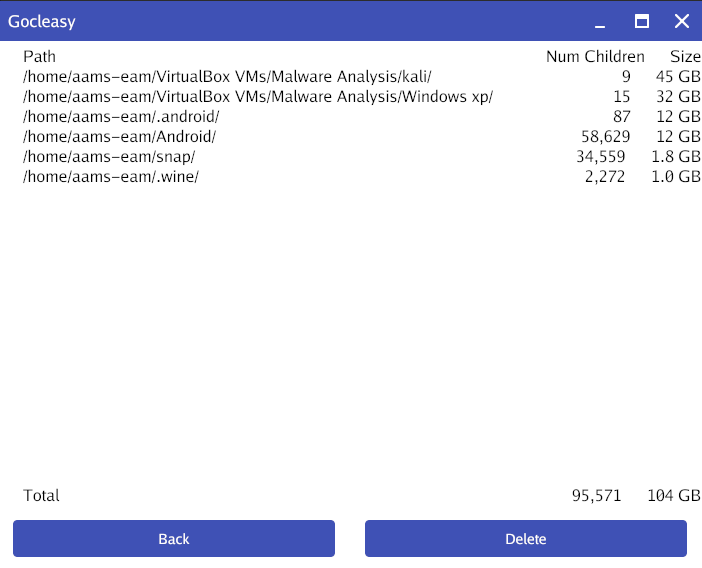 Gocleasy
Path Num Children Size
/home/aams-eam/VirtualBox VMs/Malware Analysis/kali/ 9 45 GB
/home/aams-eam/VirtualBox VMs/Malware Analysis/Windows xp/ 15 32 GB
/home/aams-eam/.android/ 87 12 GB
/home/aams-eam/Android/ 58,629 12 GB
/home/aams-eam/snap/ 34,559 1.8 GB
/home/aams-eam/.wine/ 2,272 1.0 GB
Total 95,571 104 GB
Back Delete